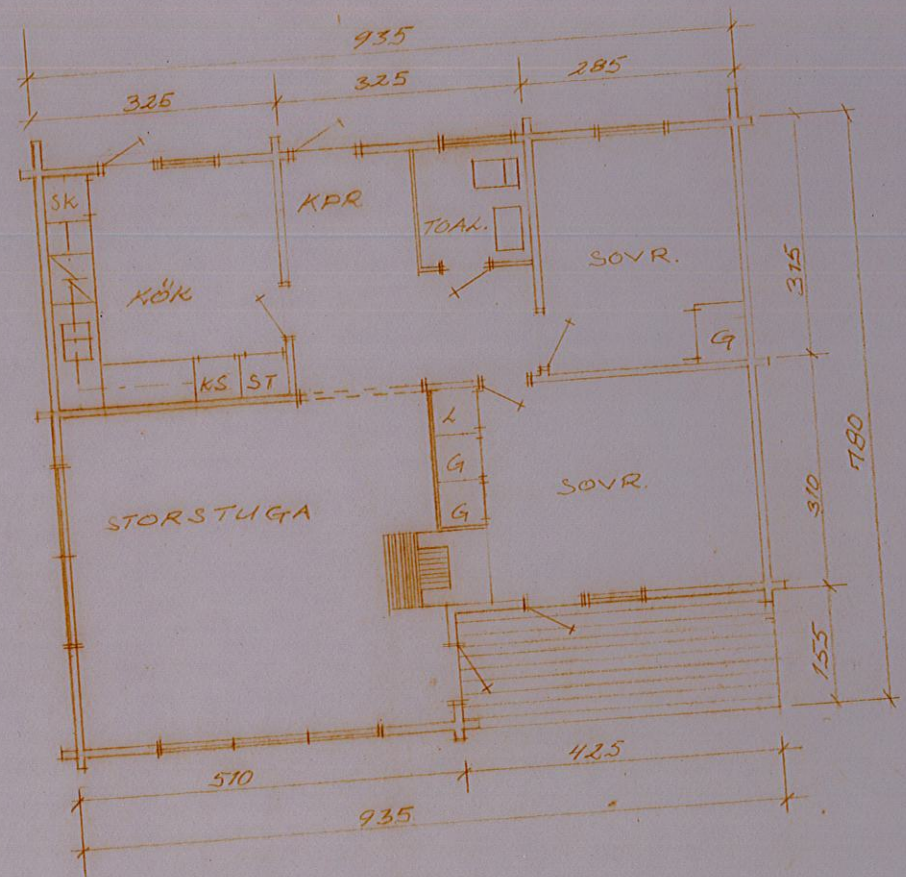 935
325
325
285
SK
KPR
TOAL.
SOVR.
KÖK
315
G
KS
ST
L
G
G
SOVR.
STORSTUGA
310
780
155
510
425
935